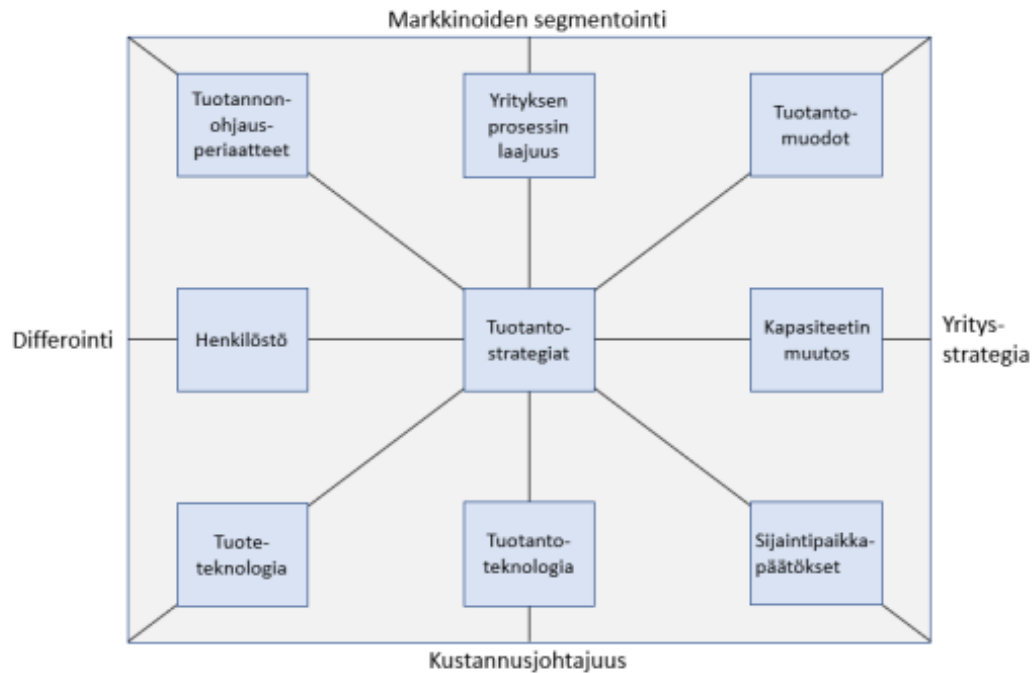 Markkinoiden segmentointi
Tuotannon-
ohjaus-
periaatteet
Yrityksen
prosessin
laajuus
Tuotanto-
muodot
Differointi
Henkilöstö
Tuotanto-
strategiat
Kapasiteetin
muutos
Yritys-
strategia
Tuote-
teknologia
Tuotanto-
teknologia
Sijaintipaikka-
päätökset
Kustannusjohtajuus